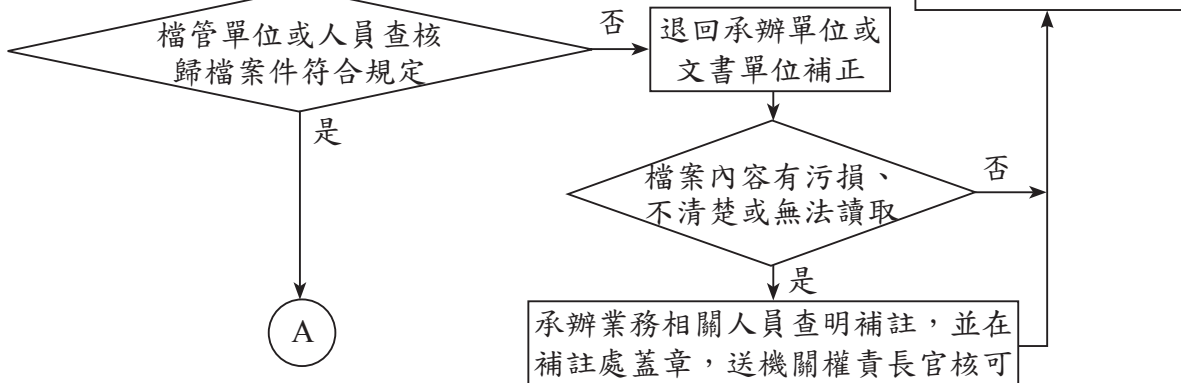 檔管單位或人員查核
歸檔案件符合規定
否
退回承辦單位或
文書單位補正
是
檔案內容有污損、
不清楚或無法讀取
否
是
A
承辦業務相關人員查明補註，並在
補註處蓋章，送機關權責長官核可